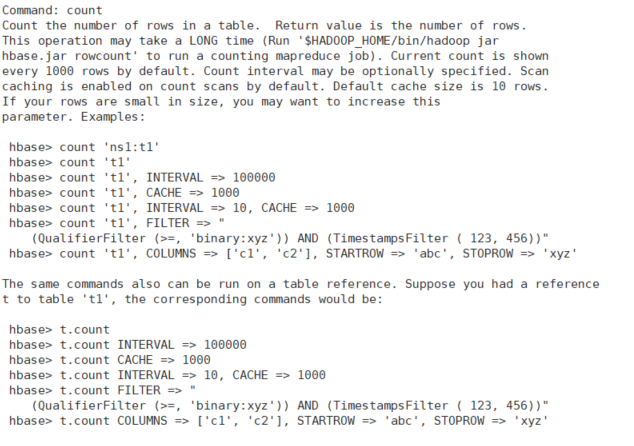 Command: count
Count the number of rows in a table.  Return value is the number of rows.
This operation may take a LONG time (Run '$HADOOP_HOME/bin/hadoop jar
hbase.jar rowcount' to run a counting mapreduce job). Current count is shown
every 1000 rows by default. Count interval may be optionally specified. Scan
caching is enabled on count scans by default. Default cache size is 10 rows.
If your rows are small in size, you may want to increase this
parameter. Examples:

 hbase> count 'ns1:t1'
 hbase> count 't1'
 hbase> count 't1', INTERVAL => 100000
 hbase> count 't1', CACHE => 1000
 hbase> count 't1', INTERVAL => 10, CACHE => 1000
 hbase> count 't1', FILTER => "
    (QualifierFilter (>=, 'binary:xyz')) AND (TimestampsFilter ( 123, 456))"
 hbase> count 't1', COLUMNS => ['c1', 'c2'], STARTROW => 'abc', STOPROW => 'xyz'

The same commands also can be run on a table reference. Suppose you had a reference
t to table 't1', the corresponding commands would be:

 hbase> t.count
 hbase> t.count INTERVAL => 100000
 hbase> t.count CACHE => 1000
 hbase> t.count INTERVAL => 10, CACHE => 1000
 hbase> t.count FILTER => "
    (QualifierFilter (>=, 'binary:xyz')) AND (TimestampsFilter ( 123, 456))"
 hbase> t.count COLUMNS => ['c1', 'c2'], STARTROW => 'abc', STOPROW => 'xyz'